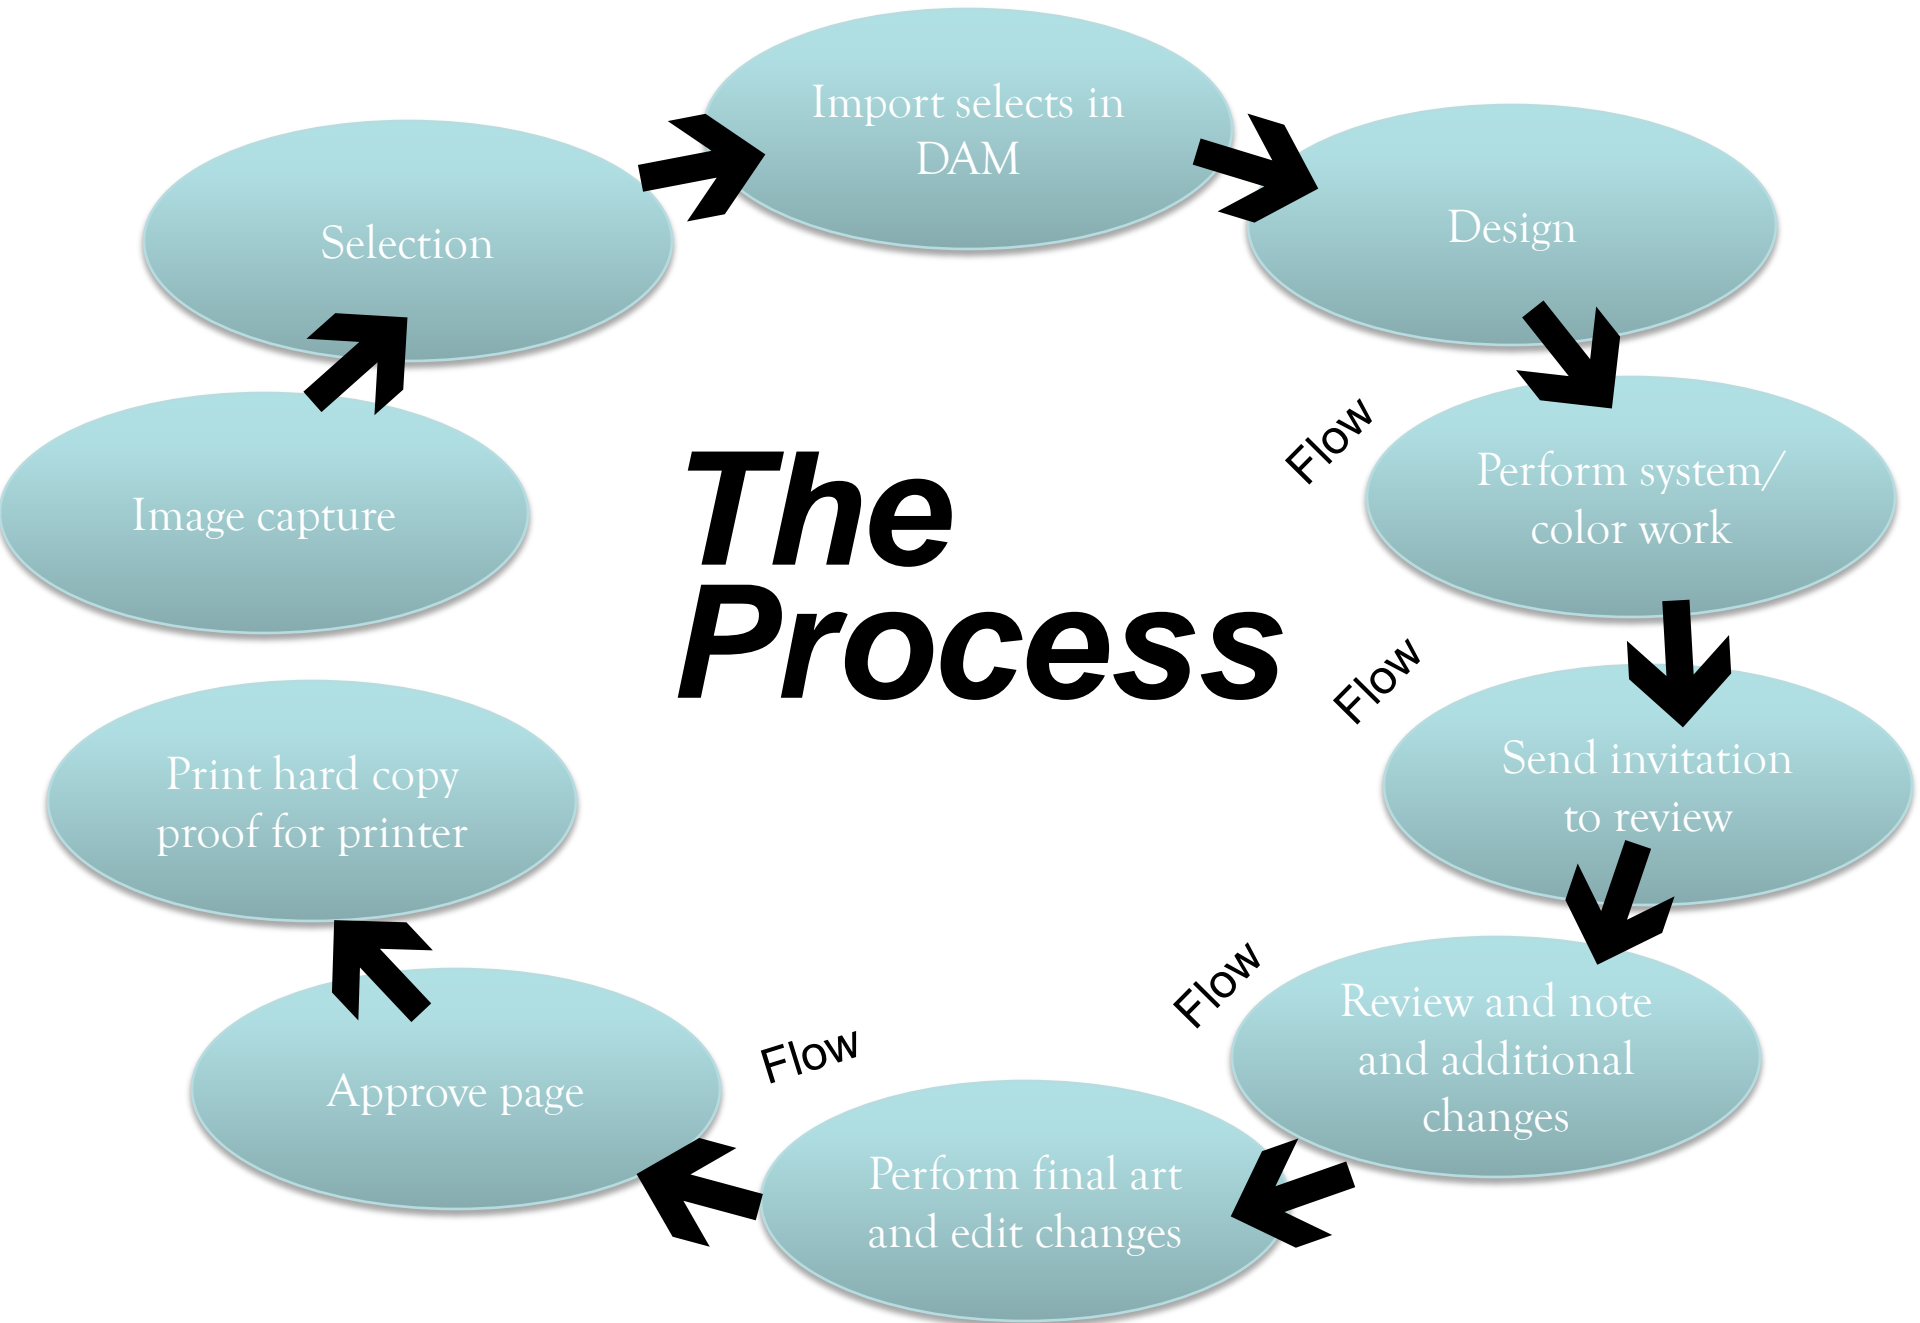 Import selects in
DAM
Selection
Design
Image capture
Flow
Perform system/
color work
The
Process
Flow
Send invitation
to review
Print hard copy
proof for printer
Flow
Review and note
and additional
changes
Flow
Approve page
Perform final art
and edit changes